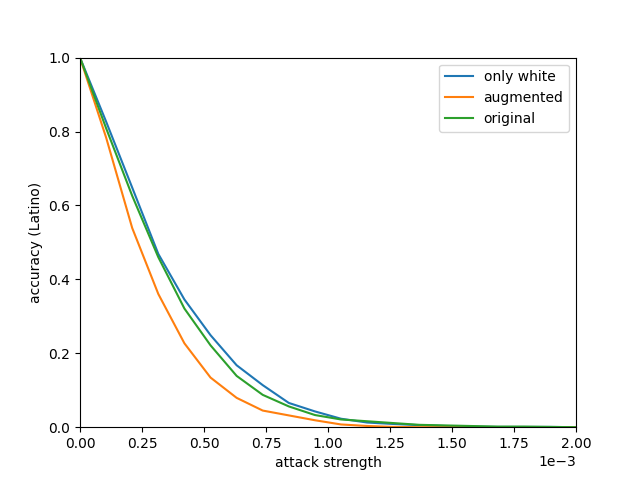 1.0
0.8
0.6
0.4
0.2
0.0
accuracy (Latino)
only white
augmented
original
0.00 0.25 0.50 0.75 1.00 1.25 1.50 1.75 2.00
attack strength
1e−3